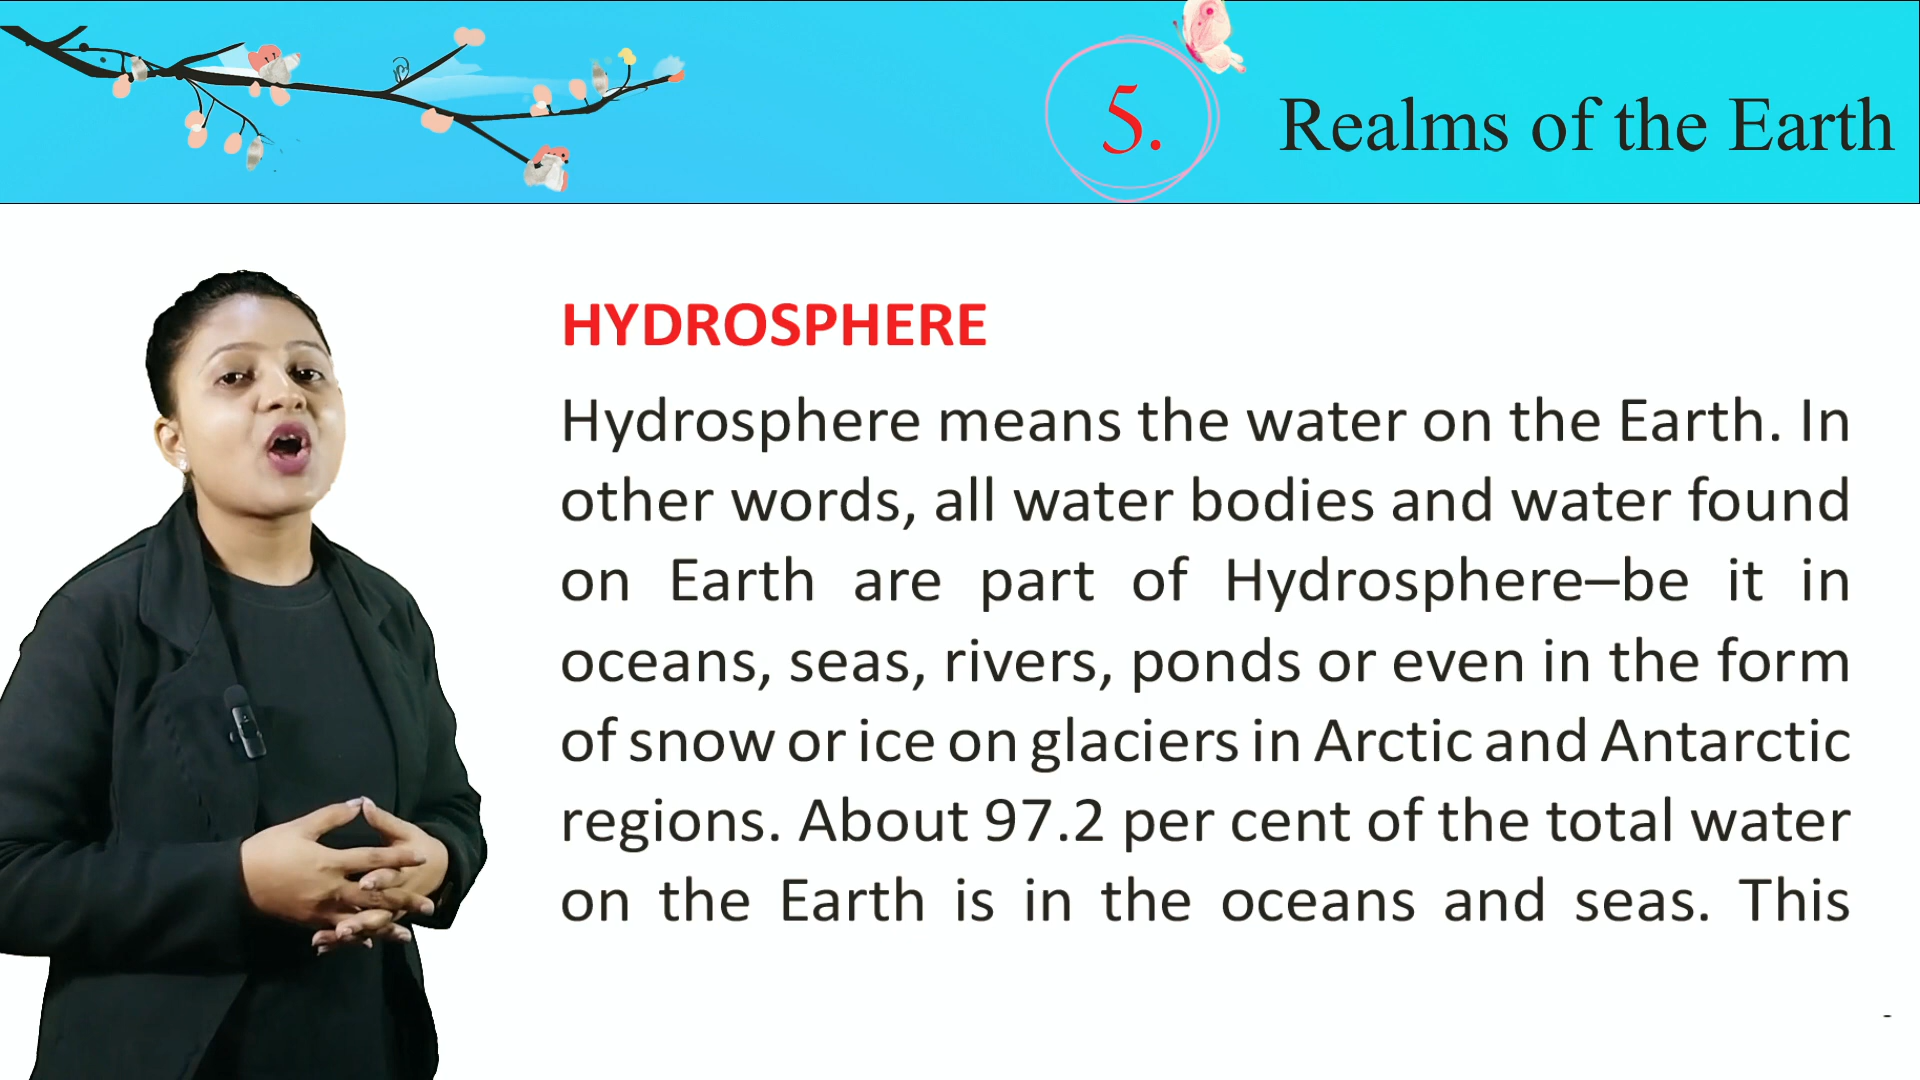 5.
Realms of the Earth
HYDROSPHERE
Hydrosphere means the water on the Earth. In
other words, all water bodies and water found
on Earth are part of Hydrosphere–be it in
oceans, seas, rivers, ponds or even in the form
of snow or ice on glaciers in Arctic and Antarctic
regions. About 97.2 per cent of the total water
on the Earth is in the oceans and seas. This